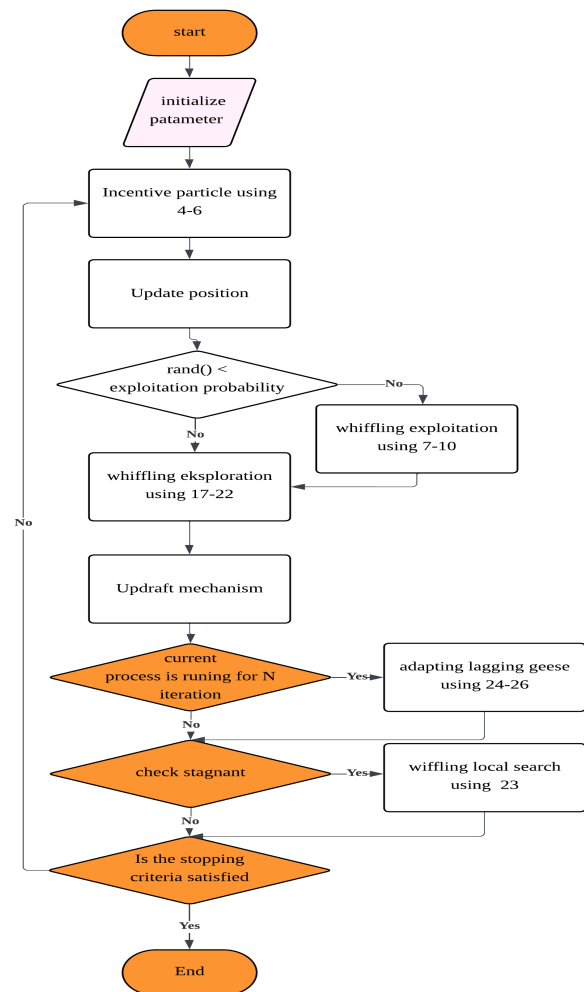 start
initialize
patameter
Incentive particle using
4-6
Update position
rand() <
exploitation probability
No
whiffling exploitation
using 7-10
No
whiffling eksploration
using 17-22
No
Updraft mechanism
current
process is runing for N
iteration
Yes
adapting lagging geese
using 24-26
No
check stagnant
Yes
wiffling local search
using 23
No
Is the stopping
criteria satisfied
Yes
End